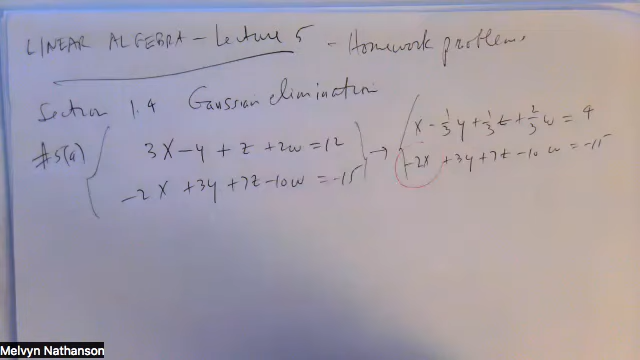 LINEAR ALGEBRA - Lecture 5 - Homework problems
Section 1.4 Gaussian elimination
#5(a) { 3x - y + z + 2w = 12 } → { x - 1/3 y + 1/3 z + 2/3 w = 4
-2x + 3y + 7z - 10w = -15 -2x + 3y + 7z - 10w = -15
Melvyn Nathanson